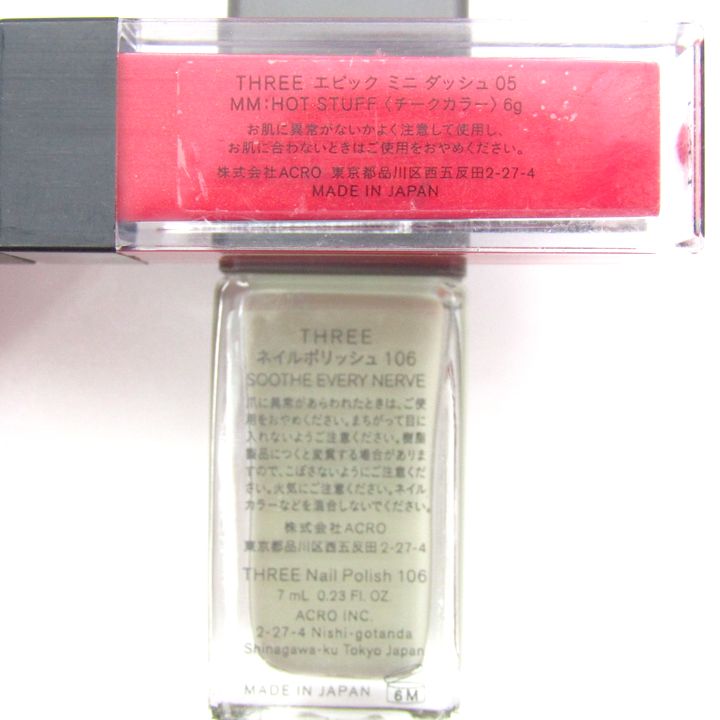 THREE エピック ミニ ダッシュ 05
MM:HOT STUFF〈チークカラー〉6g
お肌に異常がないかよく注意して使用し、
お肌に合わないときはご使用をおやめください。
株式会社ACRO 東京都品川区西五反田2-27-4
MADE IN JAPAN
THREE
ネイルポリッシュ 106
SOOTHE EVERY NERVE
爪に異常があらわれたときは、ご使
用をおやめください。まちがって目に
入れないようご注意ください。樹脂
製品につくと変質する場合がありま
すので、こぼさないようにご注意くだ
さい。火気にご注意ください。ネイル
カラーなどを混合しないでください。
株式会社ACRO
東京都品川区西五反田2-27-4
THREE Nail Polish 106
7 mL 0.23 Fl. OZ.
ACRO INC.
2-27-4 Nishi-gotanda
Shinagawa-ku Tokyo Japan
MADE IN JAPAN
6M